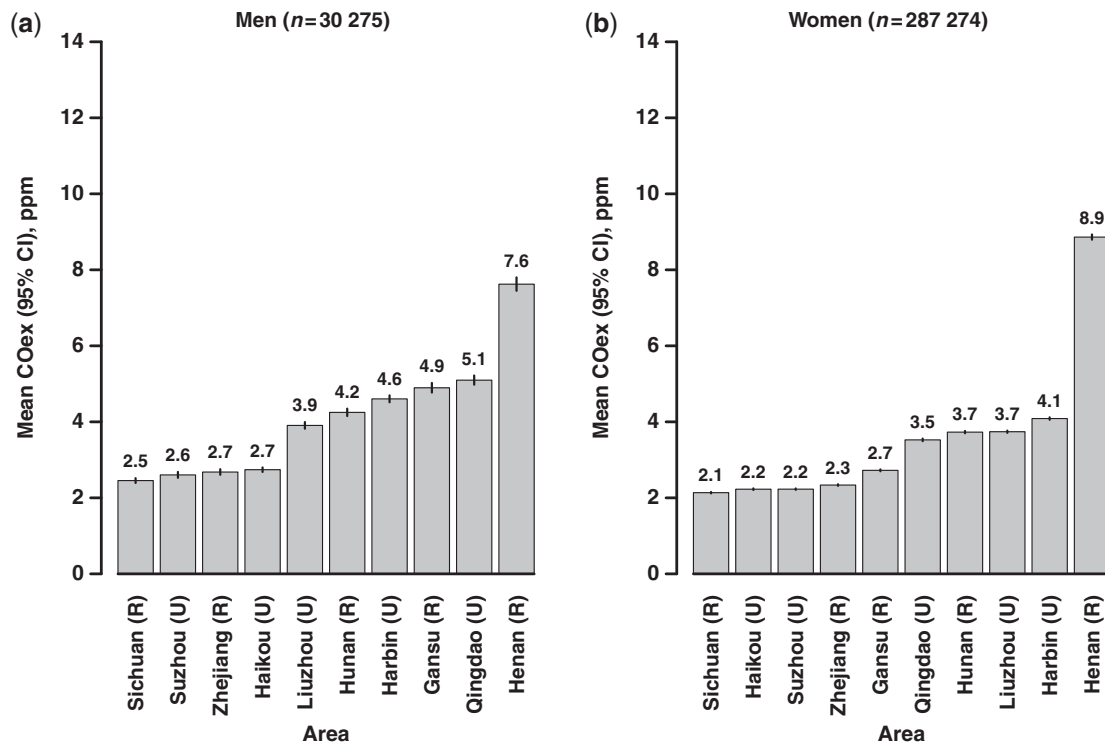 (a)
Men (n=30 275)
Mean COex (95% CI), ppm
14
12
10
8
6
4
2
0
2.5
2.6
2.7
2.7
3.9
4.2
4.6
4.9
5.1
7.6
Sichuan (R)
Suzhou (U)
Zhejiang (R)
Haikou (U)
Liuzhou (U)
Hunan (R)
Harbin (U)
Gansu (R)
Qingdao (U)
Henan (R)
Area
(b)
Women (n=287 274)
Mean COex (95% CI), ppm
14
12
10
8
6
4
2
0
2.1
2.2
2.2
2.3
2.7
3.5
3.7
3.7
4.1
8.9
Sichuan (R)
Haikou (U)
Suzhou (U)
Zhejiang (R)
Gansu (R)
Qingdao (U)
Hunan (R)
Liuzhou (U)
Harbin (U)
Henan (R)
Area